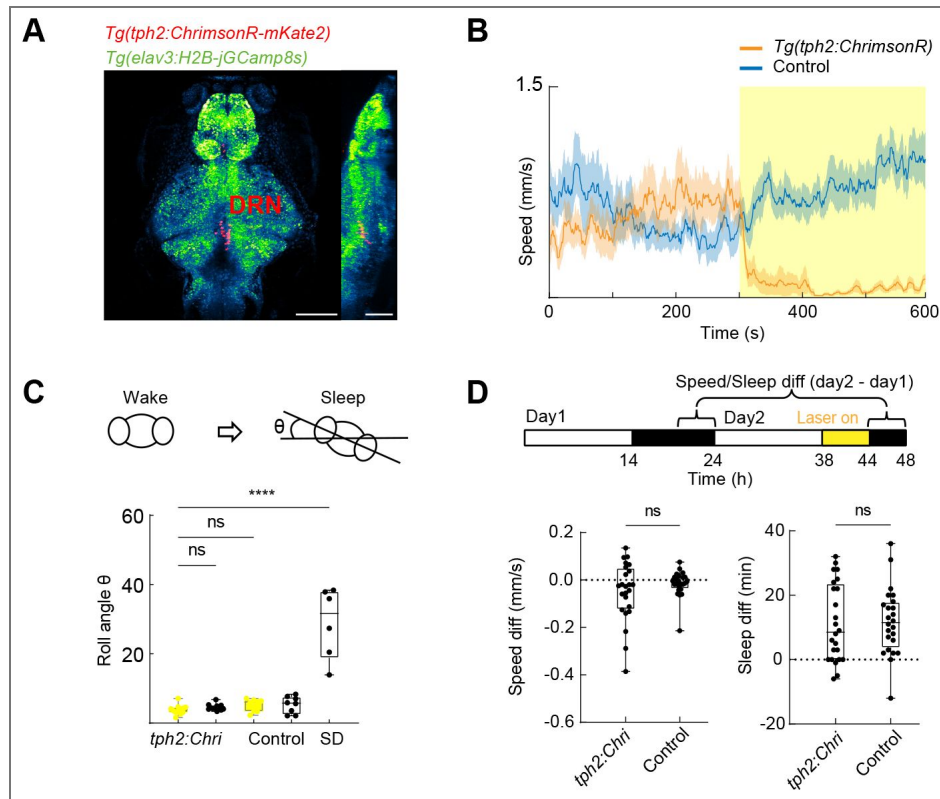 A
Tg(tph2:ChrimsonR-mKate2)
Tg(elav3:H2B-jGCamp8s)
DRN
B
Tg(tph2:ChrimsonR)
Control
1.5
Speed (mm/s)
0
200
400
600
Time (s)
C
Wake
Sleep
θ
****
ns
ns
60
40
20
Roll angle θ
tph2:Chri
Control
SD
D
Speed/Sleep diff (day2 - day1)
Day1
Day2
Laser on
14
24
38
44
48
Time (h)
ns
0.2
0.0
-0.2
-0.4
-0.6
Speed diff (mm/s)
tph2:Chri
Control
ns
40
20
0
-20
Sleep diff (min)
tph2:Chri
Control